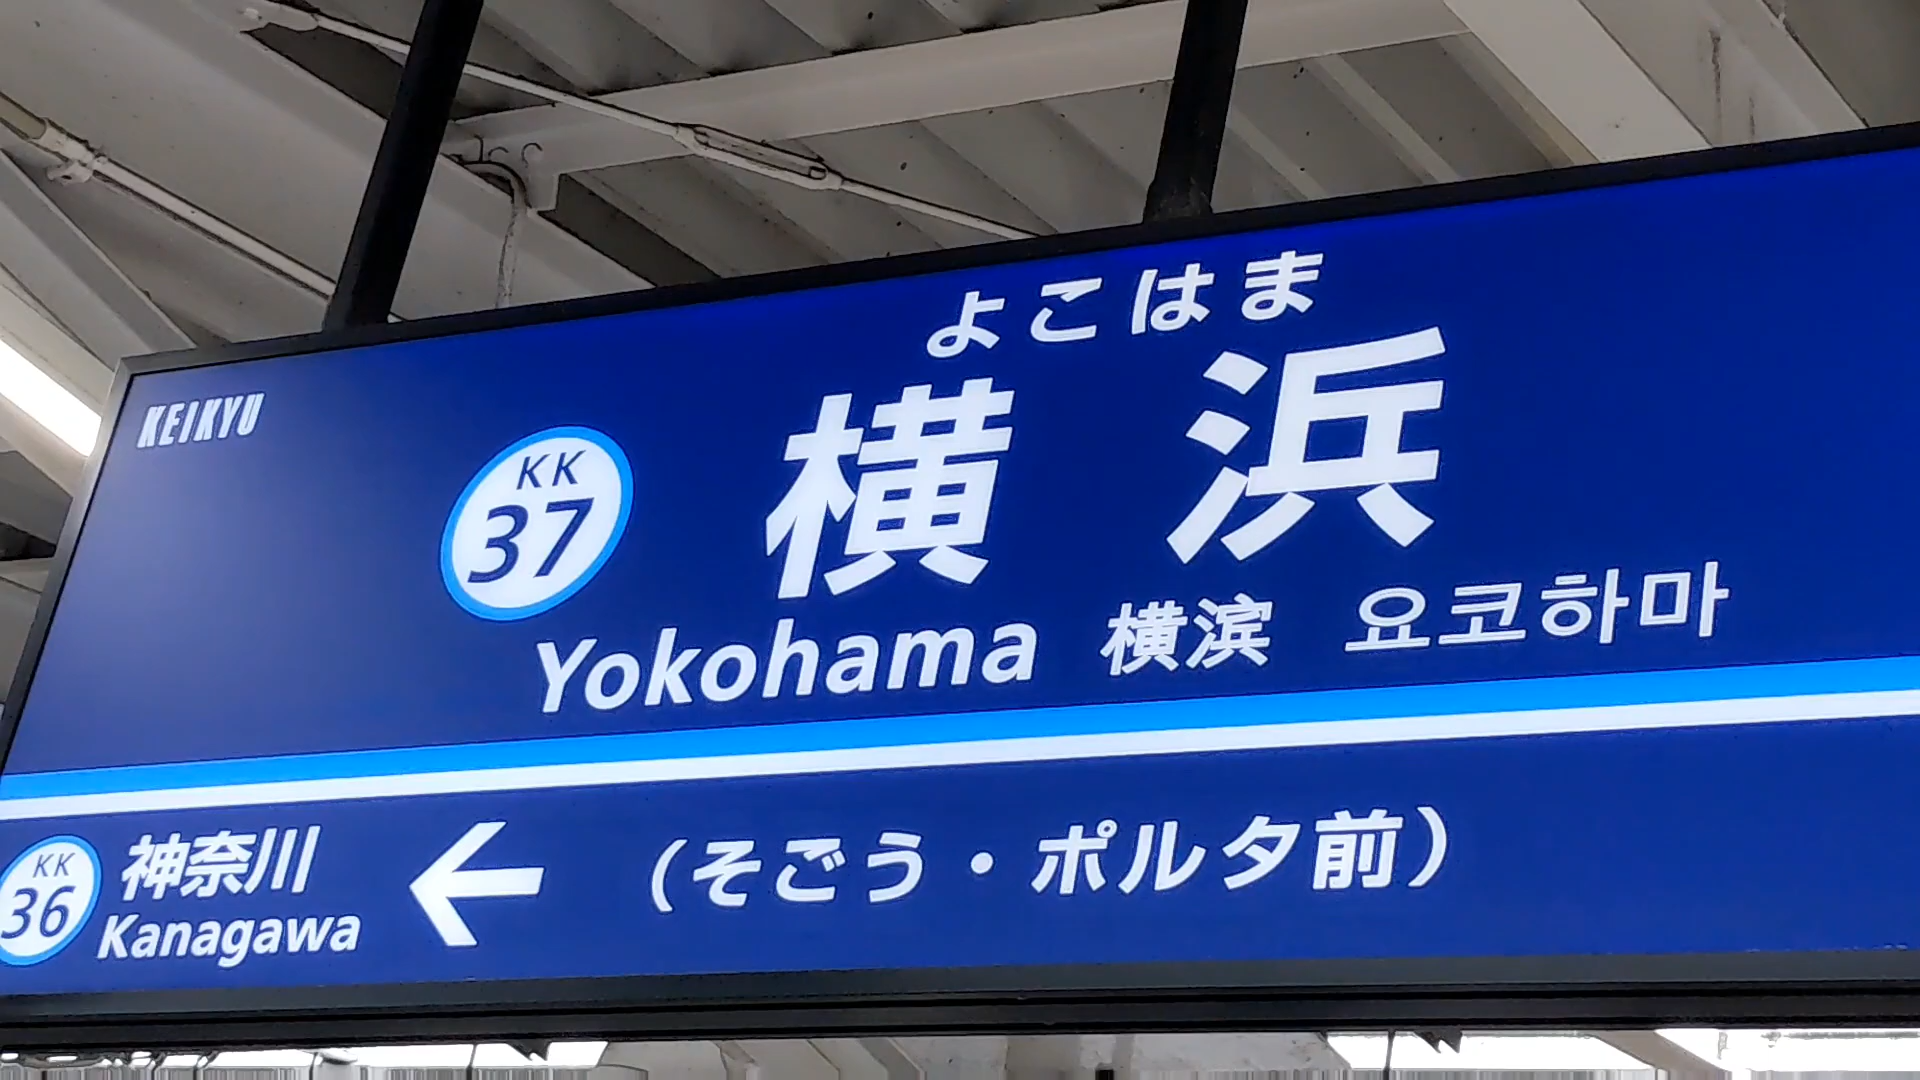 KEIKYU
よこはま
KK
37
横浜
Yokohama 横滨 요코하마
KK
36
神奈川
Kanagawa
←
(そごう・ポルタ前)